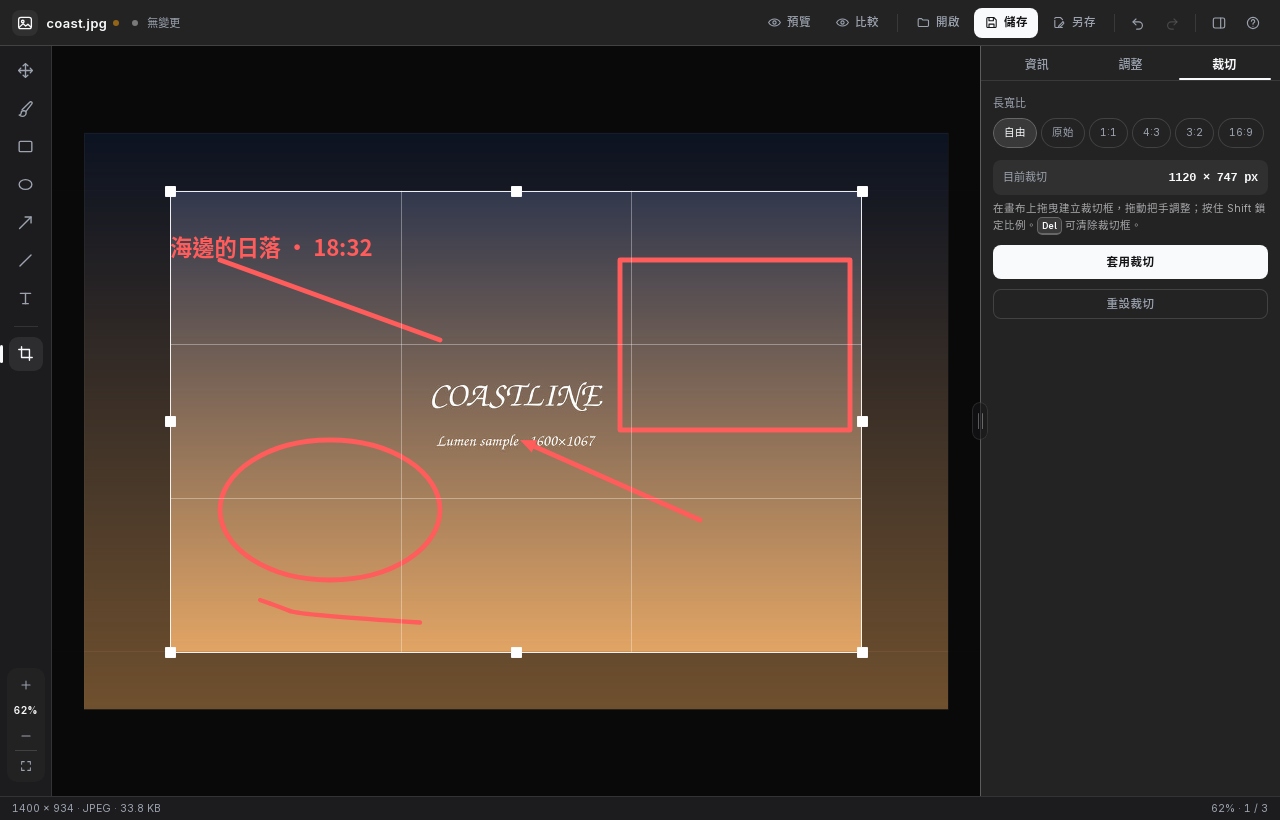 coast.jpg
無變更
預覽
比較
開啟
儲存
另存
資訊
調整
裁切
長寬比
自由
原始
1:1
4:3
3:2
16:9
目前裁切
1120 × 747 px
在畫布上拖曳建立裁切框，拖動把手調整；按住 Shift 鎖
定比例。 Del 可清除裁切框。
套用裁切
重設裁切
海邊的日落 · 18:32
COASTLINE
Lumen sample 1600×1067
62%
1400 × 934 · JPEG · 33.8 KB
62% · 1 / 3